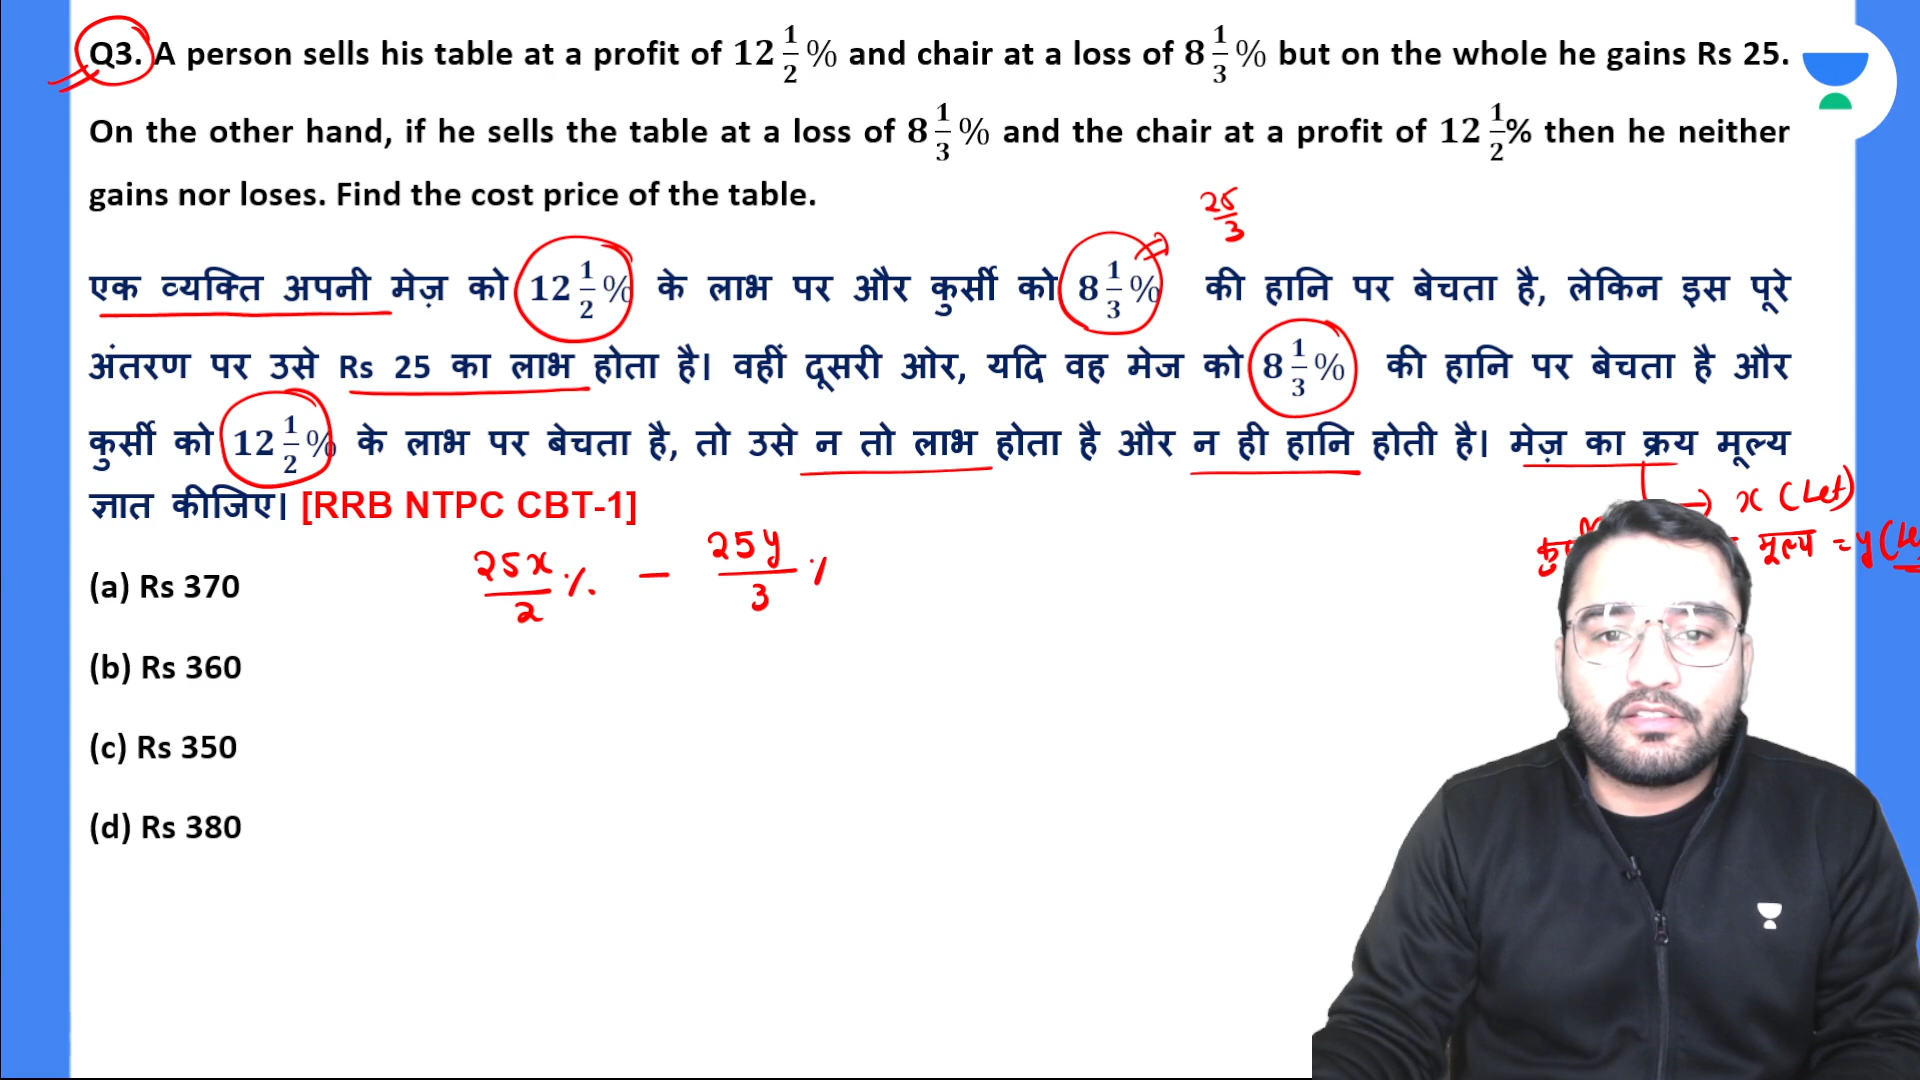 Q3. A person sells his table at a profit of 12 1/2 % and chair at a loss of 8 1/3 % but on the whole he gains Rs 25.
On the other hand, if he sells the table at a loss of 8 1/3 % and the chair at a profit of 12 1/2 % then he neither
gains nor loses. Find the cost price of the table.
25/3
एक व्यक्ति अपनी मेज़ को 12 1/2 % के लाभ पर और कुर्सी को 8 1/3 % की हानि पर बेचता है, लेकिन इस पूरे
अंतरण पर उसे Rs 25 का लाभ होता है। वहीं दूसरी ओर, यदि वह मेज को 8 1/3 % की हानि पर बेचता है और
कुर्सी को 12 1/2 % के लाभ पर बेचता है, तो उसे न तो लाभ होता है और न ही हानि होती है। मेज़ का क्रय मूल्य
ज्ञात कीजिए। [RRB NTPC CBT-1]
x (Let)
मूल्य = y (Le
25x/2 % - 25y/3 %
(a) Rs 370
(b) Rs 360
(c) Rs 350
(d) Rs 380